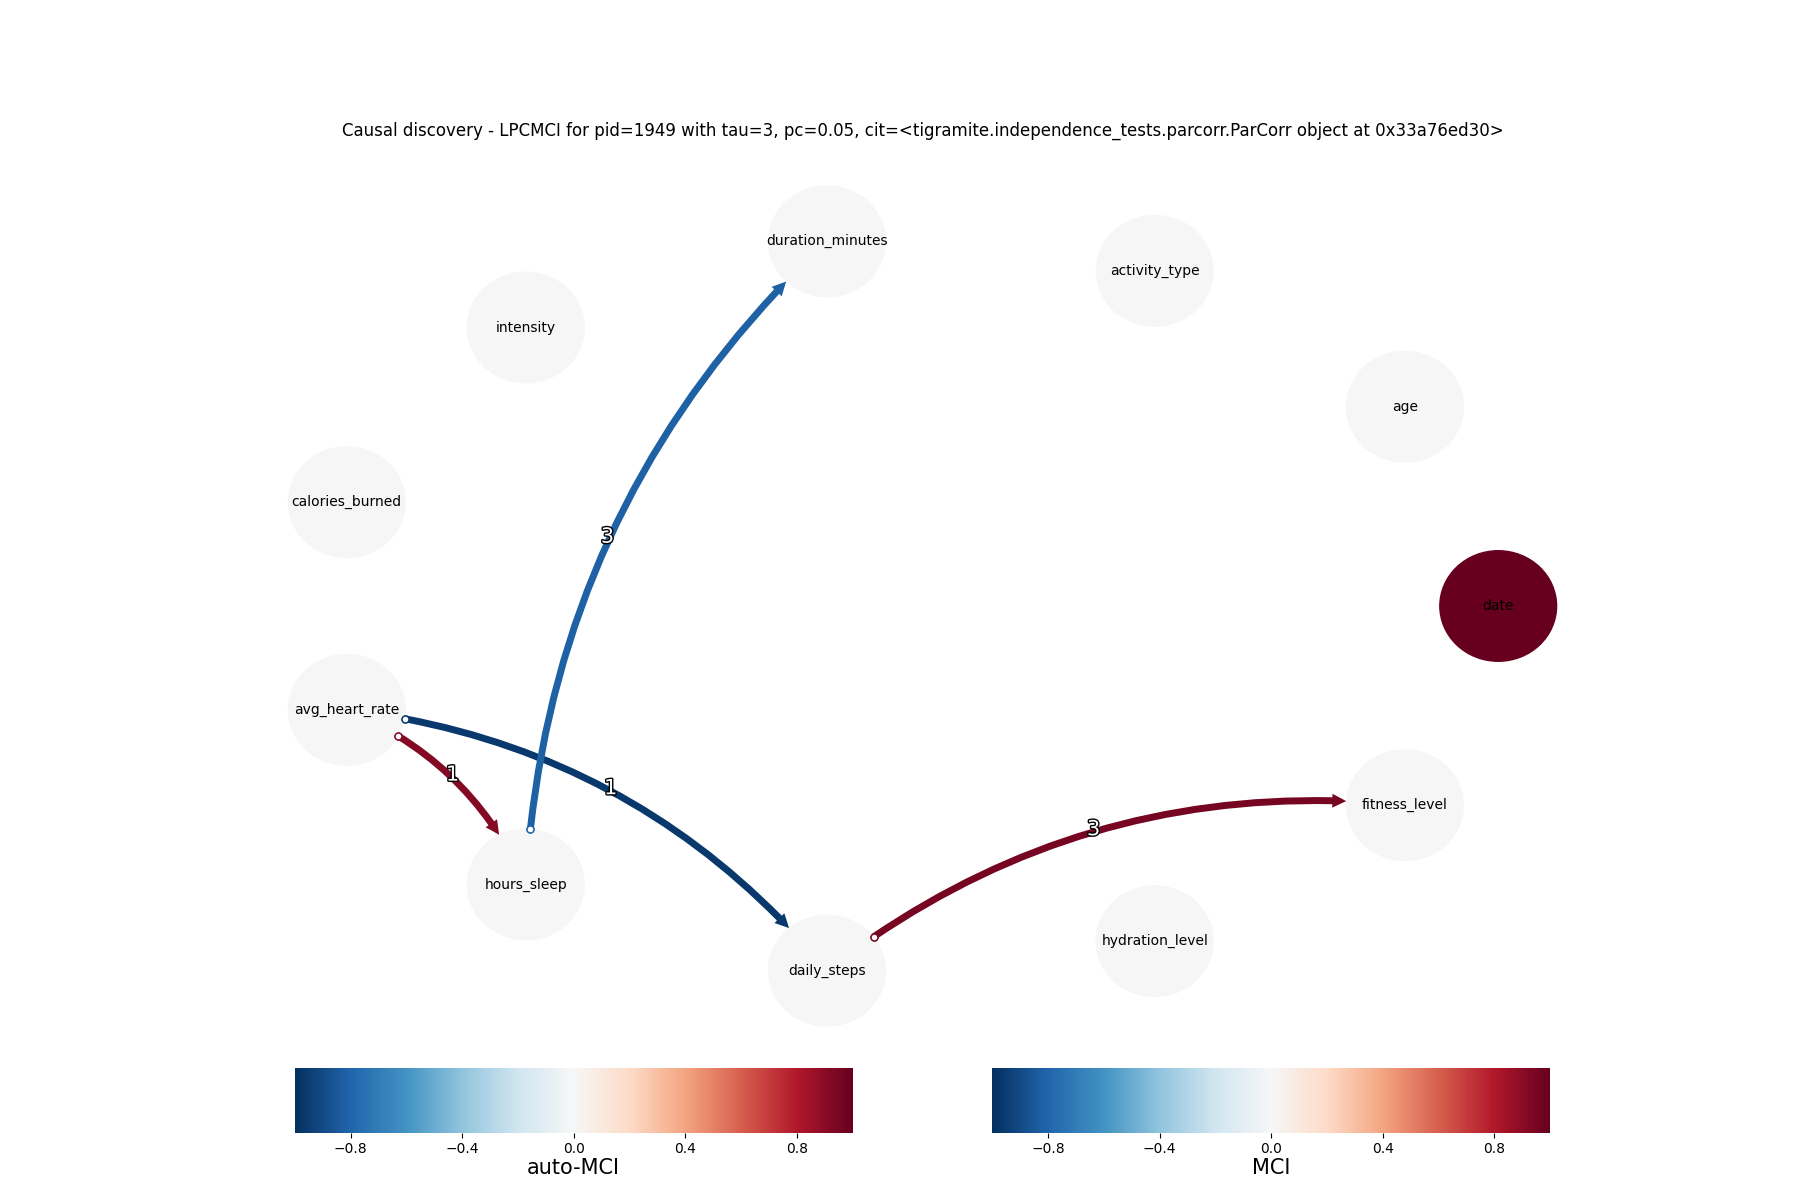 Causal discovery - LPCMCI for pid=1949 with tau=3, pc=0.05, cit=<tigramite.independence_tests.parcorr.ParCorr object at 0x33a76ed30>
duration_minutes
activity_type
intensity
age
calories_burned
3
date
avg_heart_rate
1
1
fitness_level
3
hours_sleep
hydration_level
daily_steps
−0.8 −0.4 0.0 0.4 0.8
auto-MCI
−0.8 −0.4 0.0 0.4 0.8
MCI